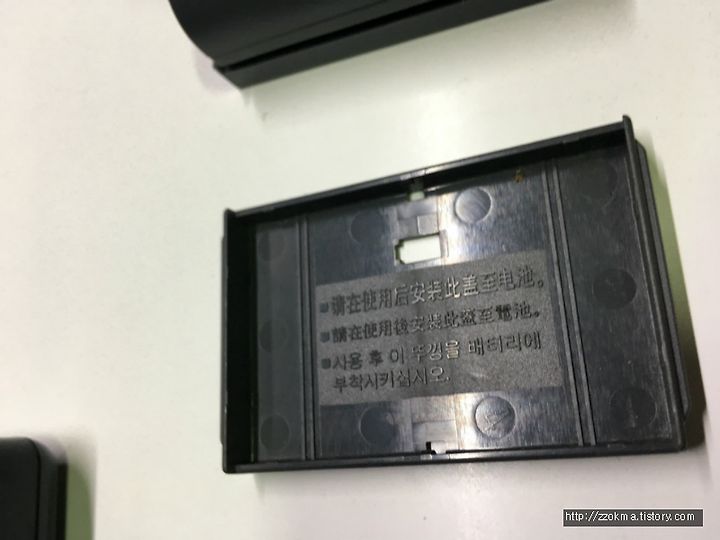 ■请在使用后安装此盖至电池。
■請在使用後安裝此蓋至電池。
■사용 후 이 뚜껑을 배터리에
부착시키십시오.
http://zzokma.tistory.com